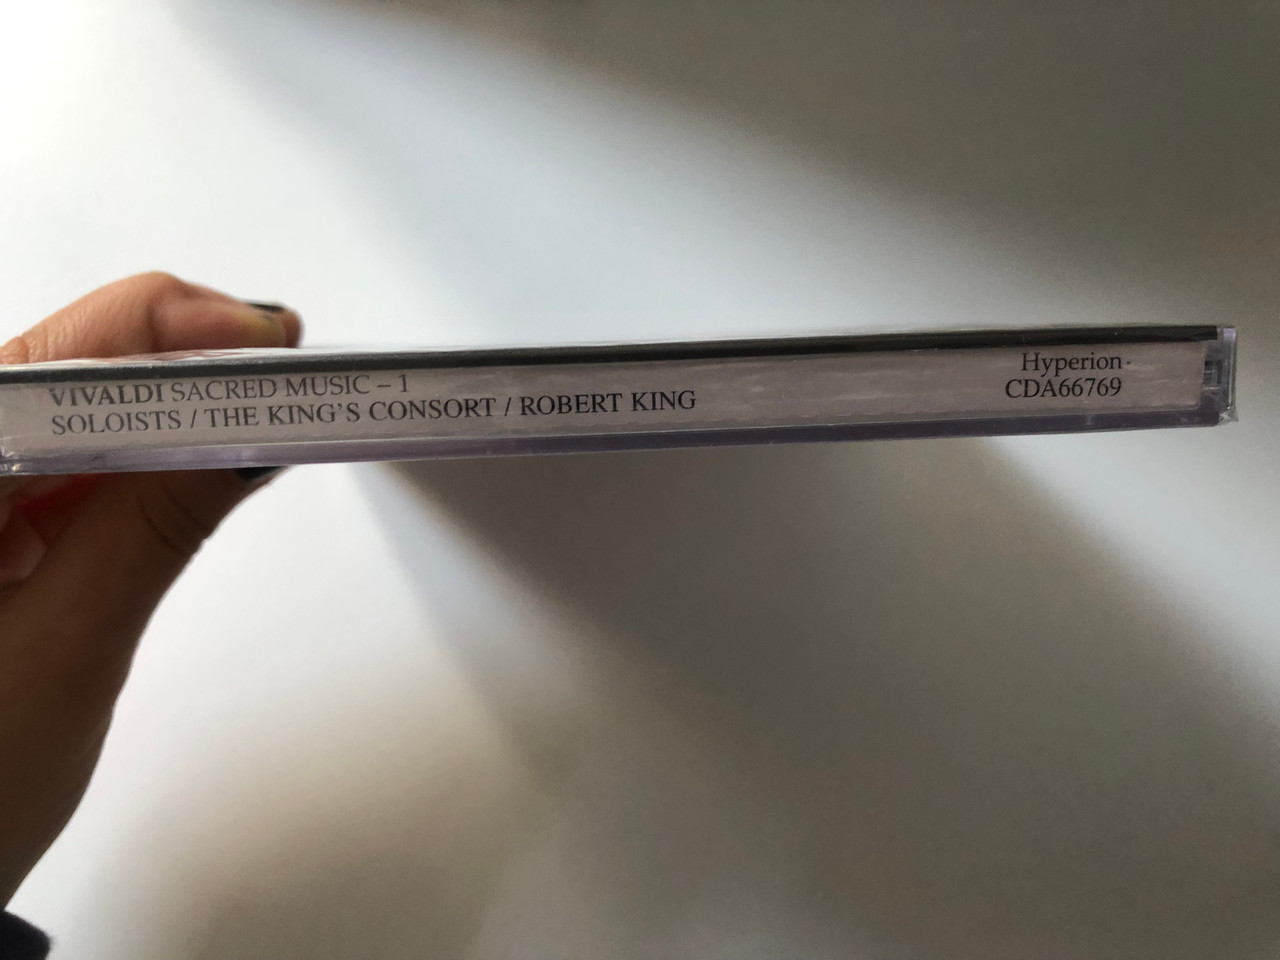 VIVALDI SACRED MUSIC – 1
SOLOISTS / THE KING'S CONSORT / ROBERT KING
Hyperion
CDA66769